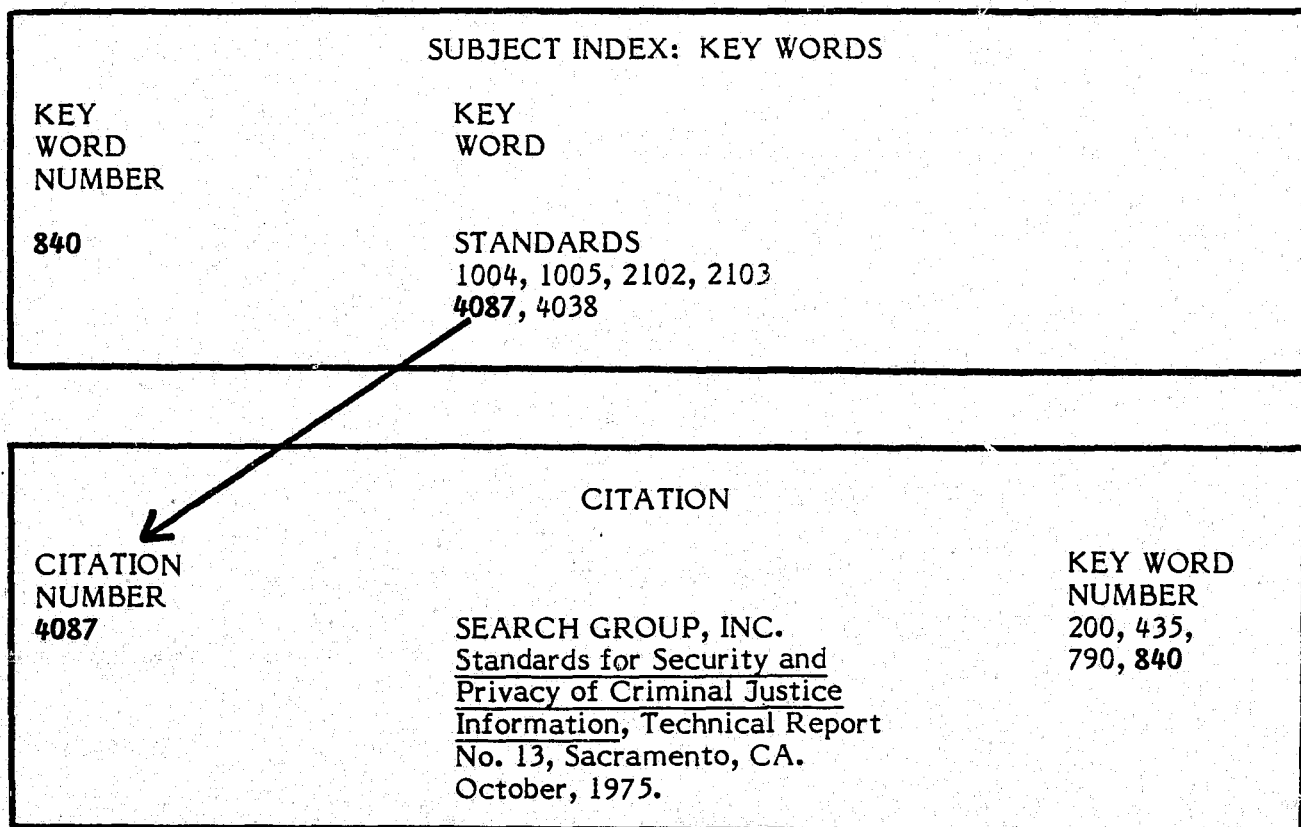 SUBJECT INDEX: KEY WORDS
KEY
WORD
NUMBER
KEY
WORD
840
STANDARDS
1004, 1005, 2102, 2103
4087, 4038
CITATION
CITATION
NUMBER
4087
SEARCH GROUP, INC.
Standards for Security and
Privacy of Criminal Justice
Information, Technical Report
No. 13, Sacramento, CA.
October, 1975.
KEY WORD
NUMBER
200, 435,
790, 840